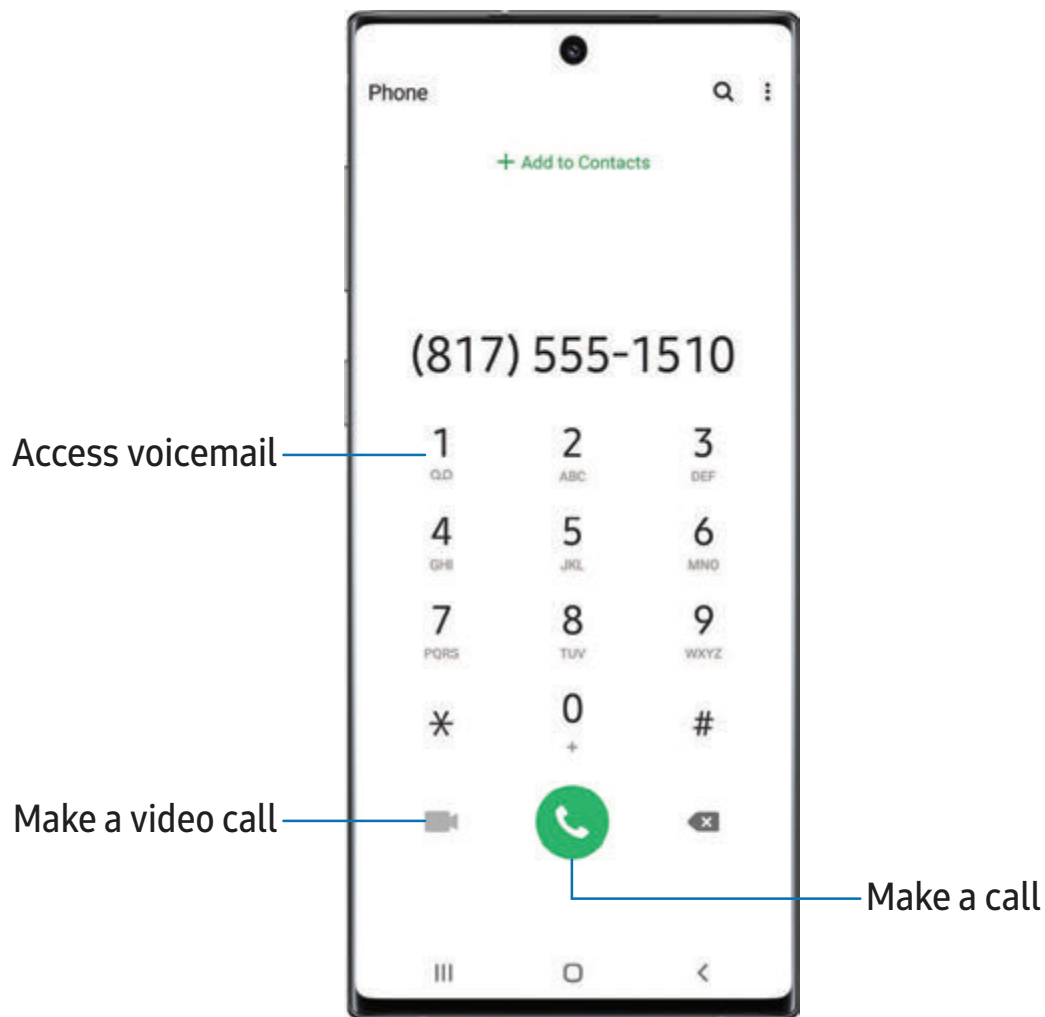 Phone
+ Add to Contacts
(817) 555-1510
Access voicemail
1 2 3
ABC DEF
4 5 6
GHI JKL MNO
7 8 9
PQRS TUV WXYZ
* 0 #
+
Make a video call
Make a call